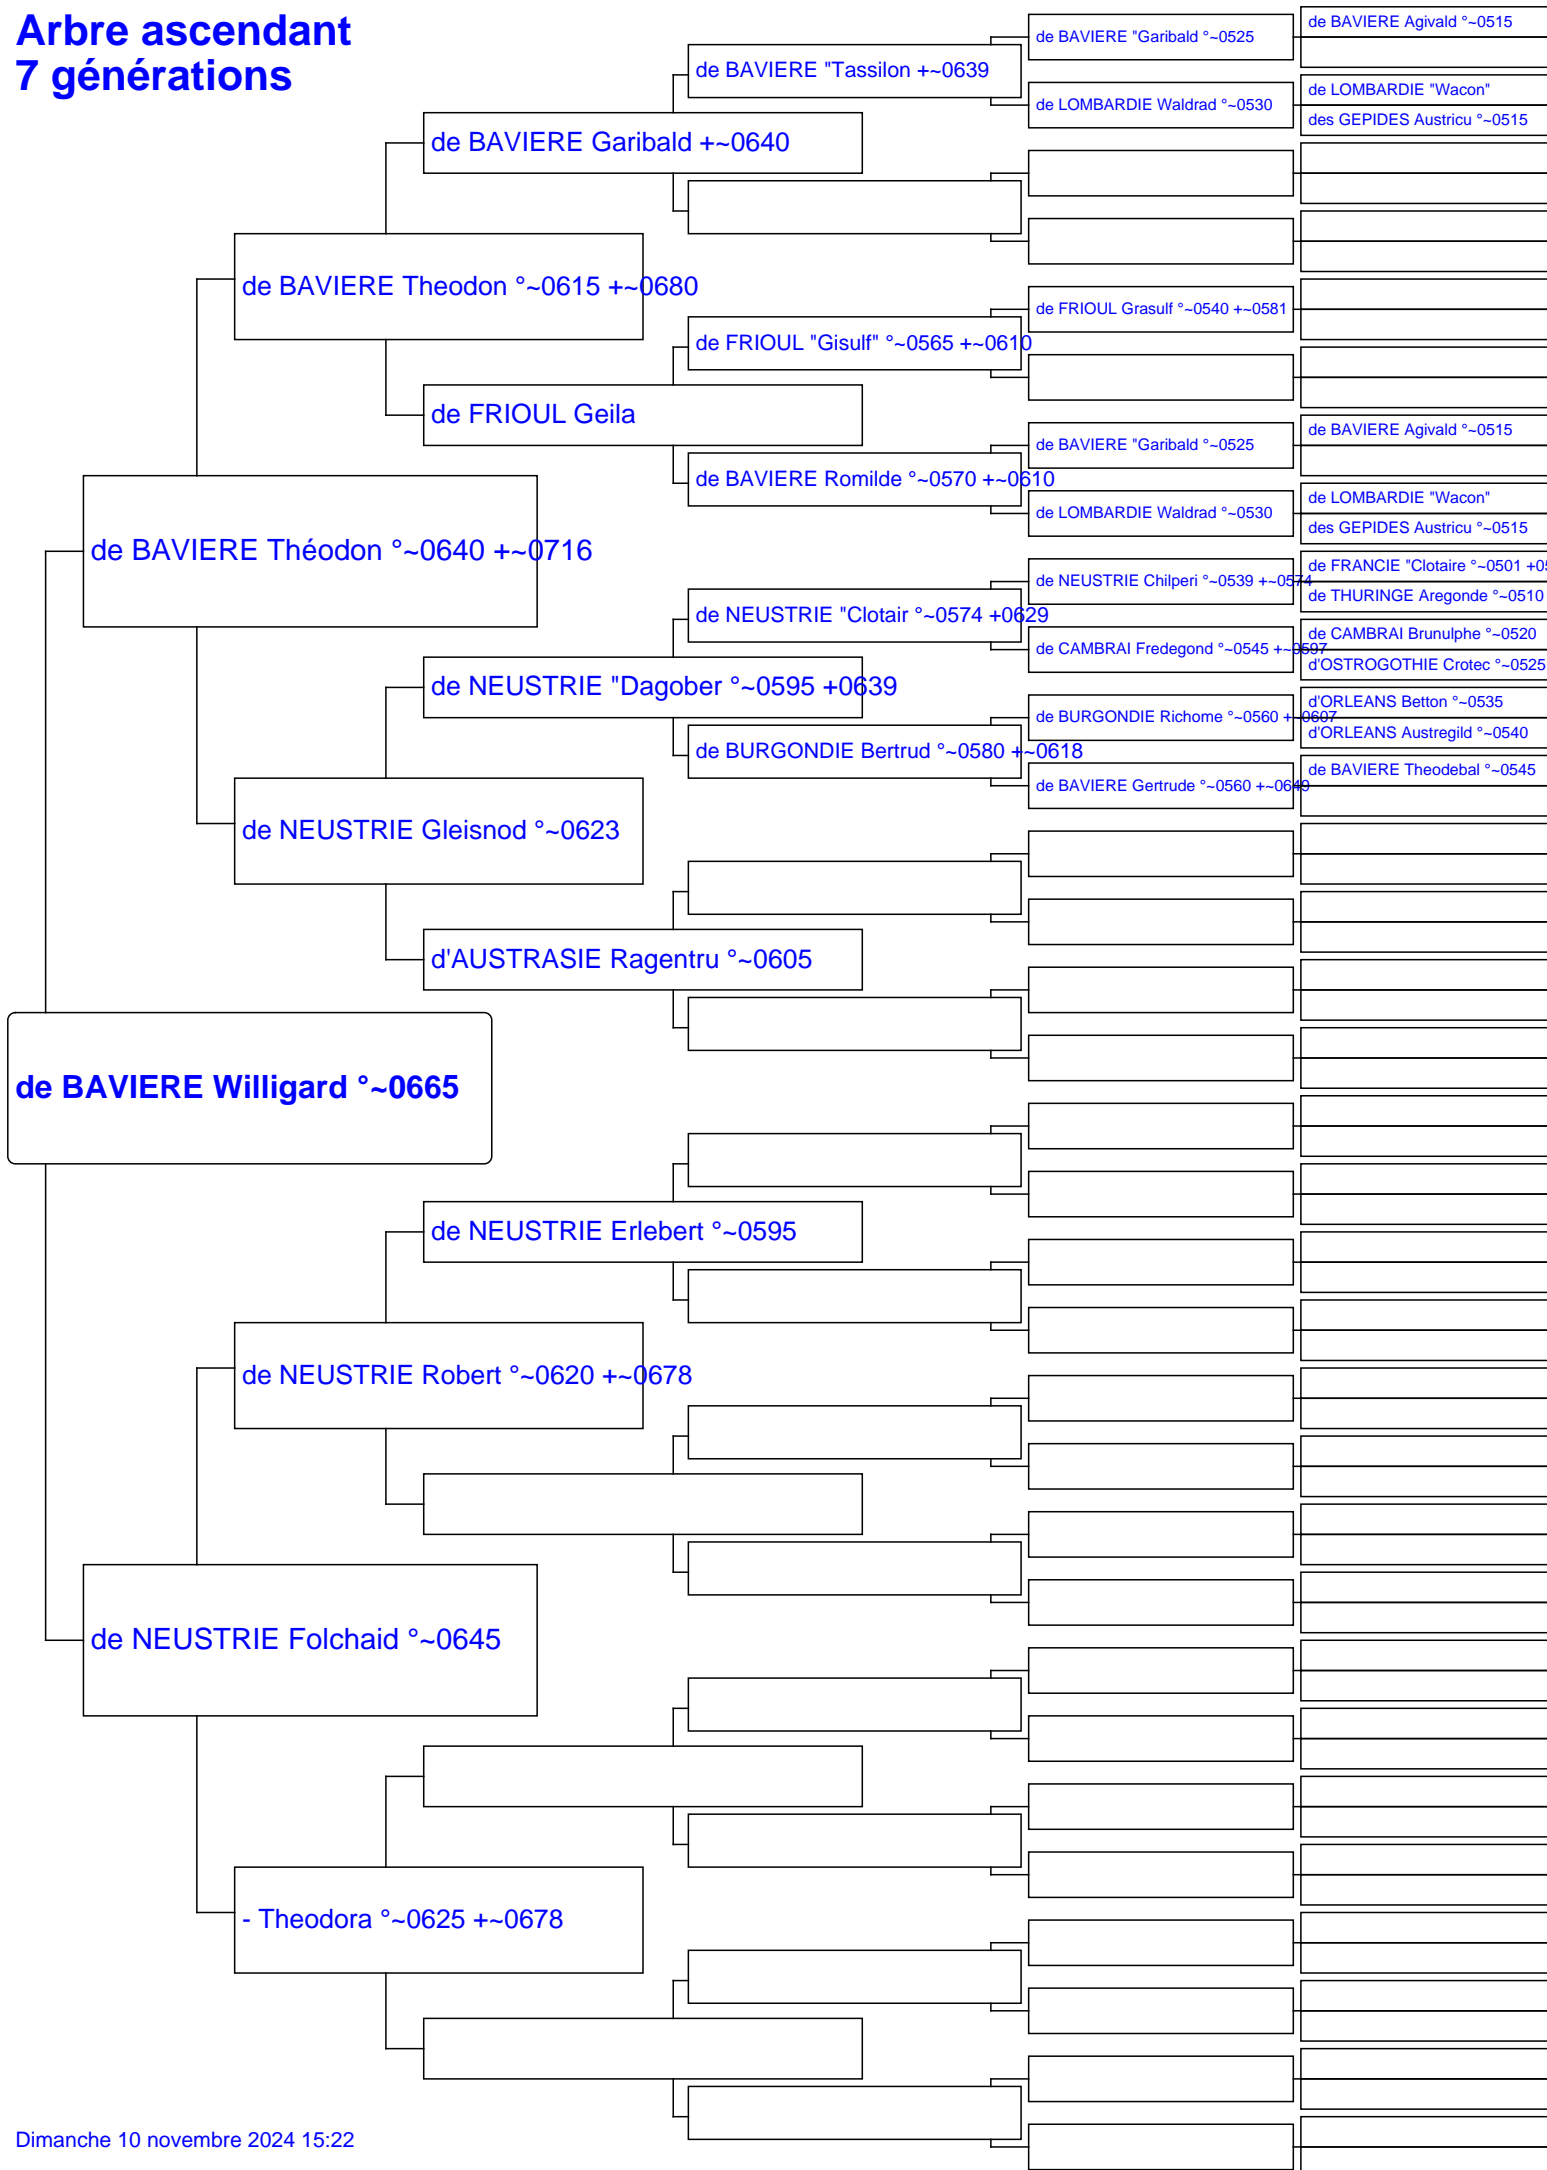 Arbre ascendant
7 générations
de BAVIERE Willigard °~0665
de BAVIERE Théodon °~0640 +~0716
de NEUSTRIE Folchaid °~0645
de BAVIERE Theodon °~0615 +~0680
de NEUSTRIE Gleisnod °~0623
de NEUSTRIE Robert °~0620 +~0678
- Theodora °~0625 +~0678
de BAVIERE Garibald +~0640
de FRIOUL Geila
de NEUSTRIE "Dagober °~0595 +0639
d'AUSTRASIE Ragentru °~0605
de NEUSTRIE Erlebert °~0595
de BAVIERE "Tassilon +~0639
de FRIOUL "Gisulf" °~0565 +~0610
de BAVIERE Romilde °~0570 +~0610
de NEUSTRIE "Clotair °~0574 +0629
de BURGONDIE Bertrud °~0580 +~0618
de BAVIERE "Garibald °~0525
de LOMBARDIE Waldrad °~0530
de FRIOUL Grasulf °~0540 +~0581
de BAVIERE "Garibald °~0525
de LOMBARDIE Waldrad °~0530
de NEUSTRIE Chilperi °~0539 +~0574
de CAMBRAI Fredegond °~0545 +~0597
de BURGONDIE Richome °~0560 +~0607
de BAVIERE Gertrude °~0560 +~0649
de BAVIERE Agivald °~0515
de LOMBARDIE "Wacon"
des GEPIDES Austricu °~0515
de BAVIERE Agivald °~0515
de LOMBARDIE "Wacon"
des GEPIDES Austricu °~0515
de FRANCIE "Clotaire °~0501
de THURINGE Aregonde °~0510
de CAMBRAI Brunulphe °~0520
d'OSTROGOTHIE Crotec °~0525
d'ORLEANS Betton °~0535
d'ORLEANS Austregild °~0540
de BAVIERE Theodebal °~0545
Dimanche 10 novembre 2024 15:22